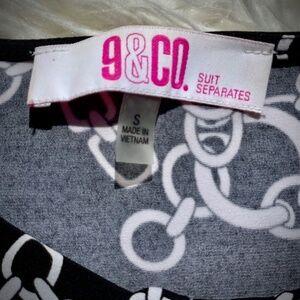 9&CO.
SUIT
SEPARATES
S
MADE IN
VIETNAM